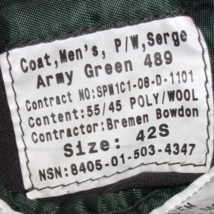 Coat,Men's, P/W,Serge
Army Green 489
Contract NO:SPM1C1-08-D-1101
Content: 55/45 POLY/WOOL
Contractor: Bremen Bowdon
Size: 42S
NSN: 8405-01-503-4347